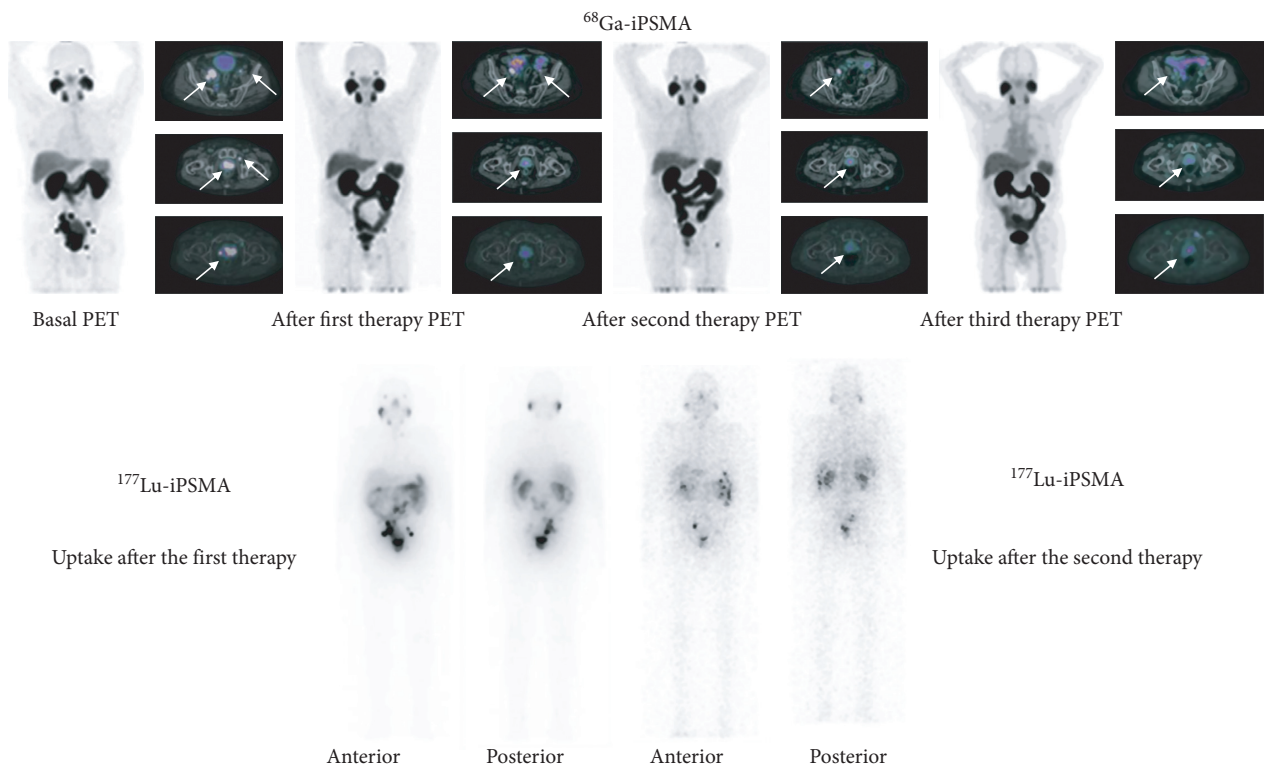 ⁶⁸Ga-iPSMA
Basal PET
After first therapy PET
After second therapy PET
After third therapy PET
¹⁷⁷Lu-iPSMA
Uptake after the first therapy
¹⁷⁷Lu-iPSMA
Uptake after the second therapy
Anterior
Posterior
Anterior
Posterior